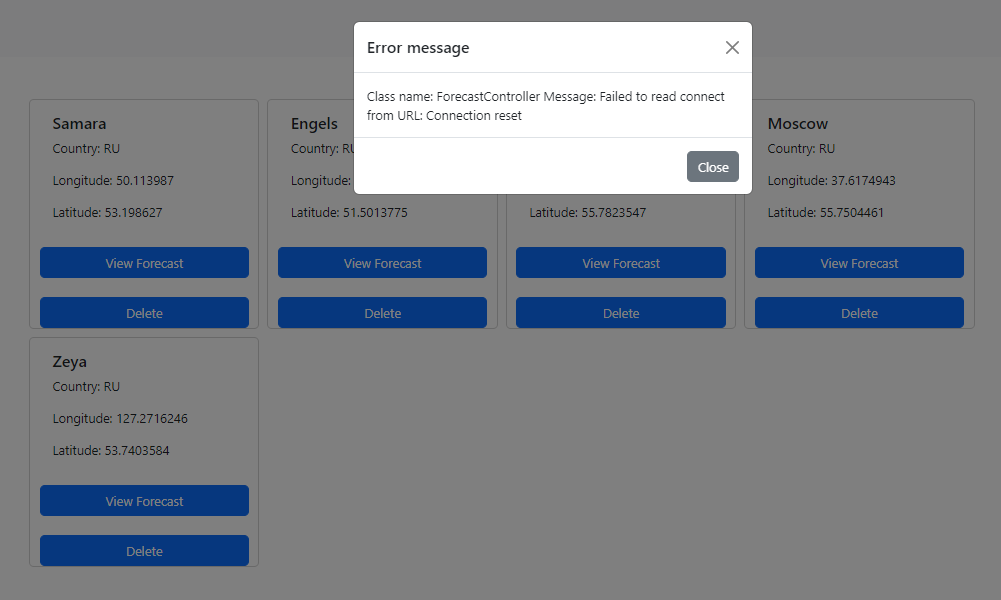 Error message
Class name: ForecastController Message: Failed to read connect
from URL: Connection reset
Close
Samara
Country: RU
Longitude: 50.113987
Latitude: 53.198627
View Forecast
Delete
Engels
Country: RU
Longitude:
Latitude: 51.5013775
View Forecast
Delete
Latitude: 55.7823547
View Forecast
Delete
Moscow
Country: RU
Longitude: 37.6174943
Latitude: 55.7504461
View Forecast
Delete
Zeya
Country: RU
Longitude: 127.2716246
Latitude: 53.7403584
View Forecast
Delete